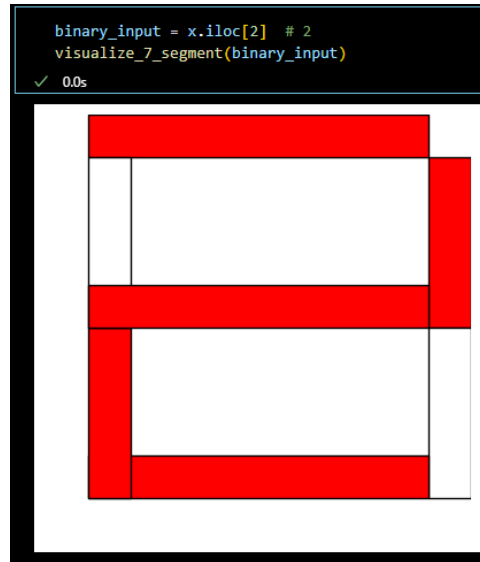 binary_input = x.iloc[2]  # 2
visualize_7_segment(binary_input)
✓ 0.0s